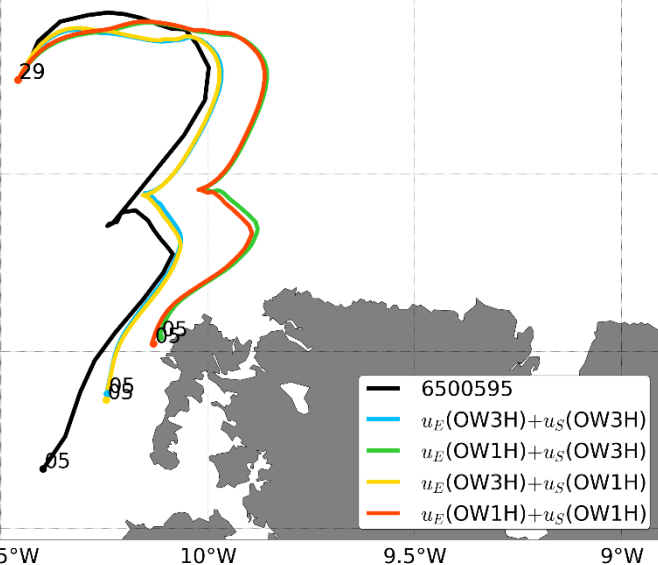 29
05
05
05
05
05
6500595
u_E(OW3H)+u_S(OW3H)
u_E(OW1H)+u_S(OW3H)
u_E(OW3H)+u_S(OW1H)
u_E(OW1H)+u_S(OW1H)
5°W 10°W 9.5°W 9°W